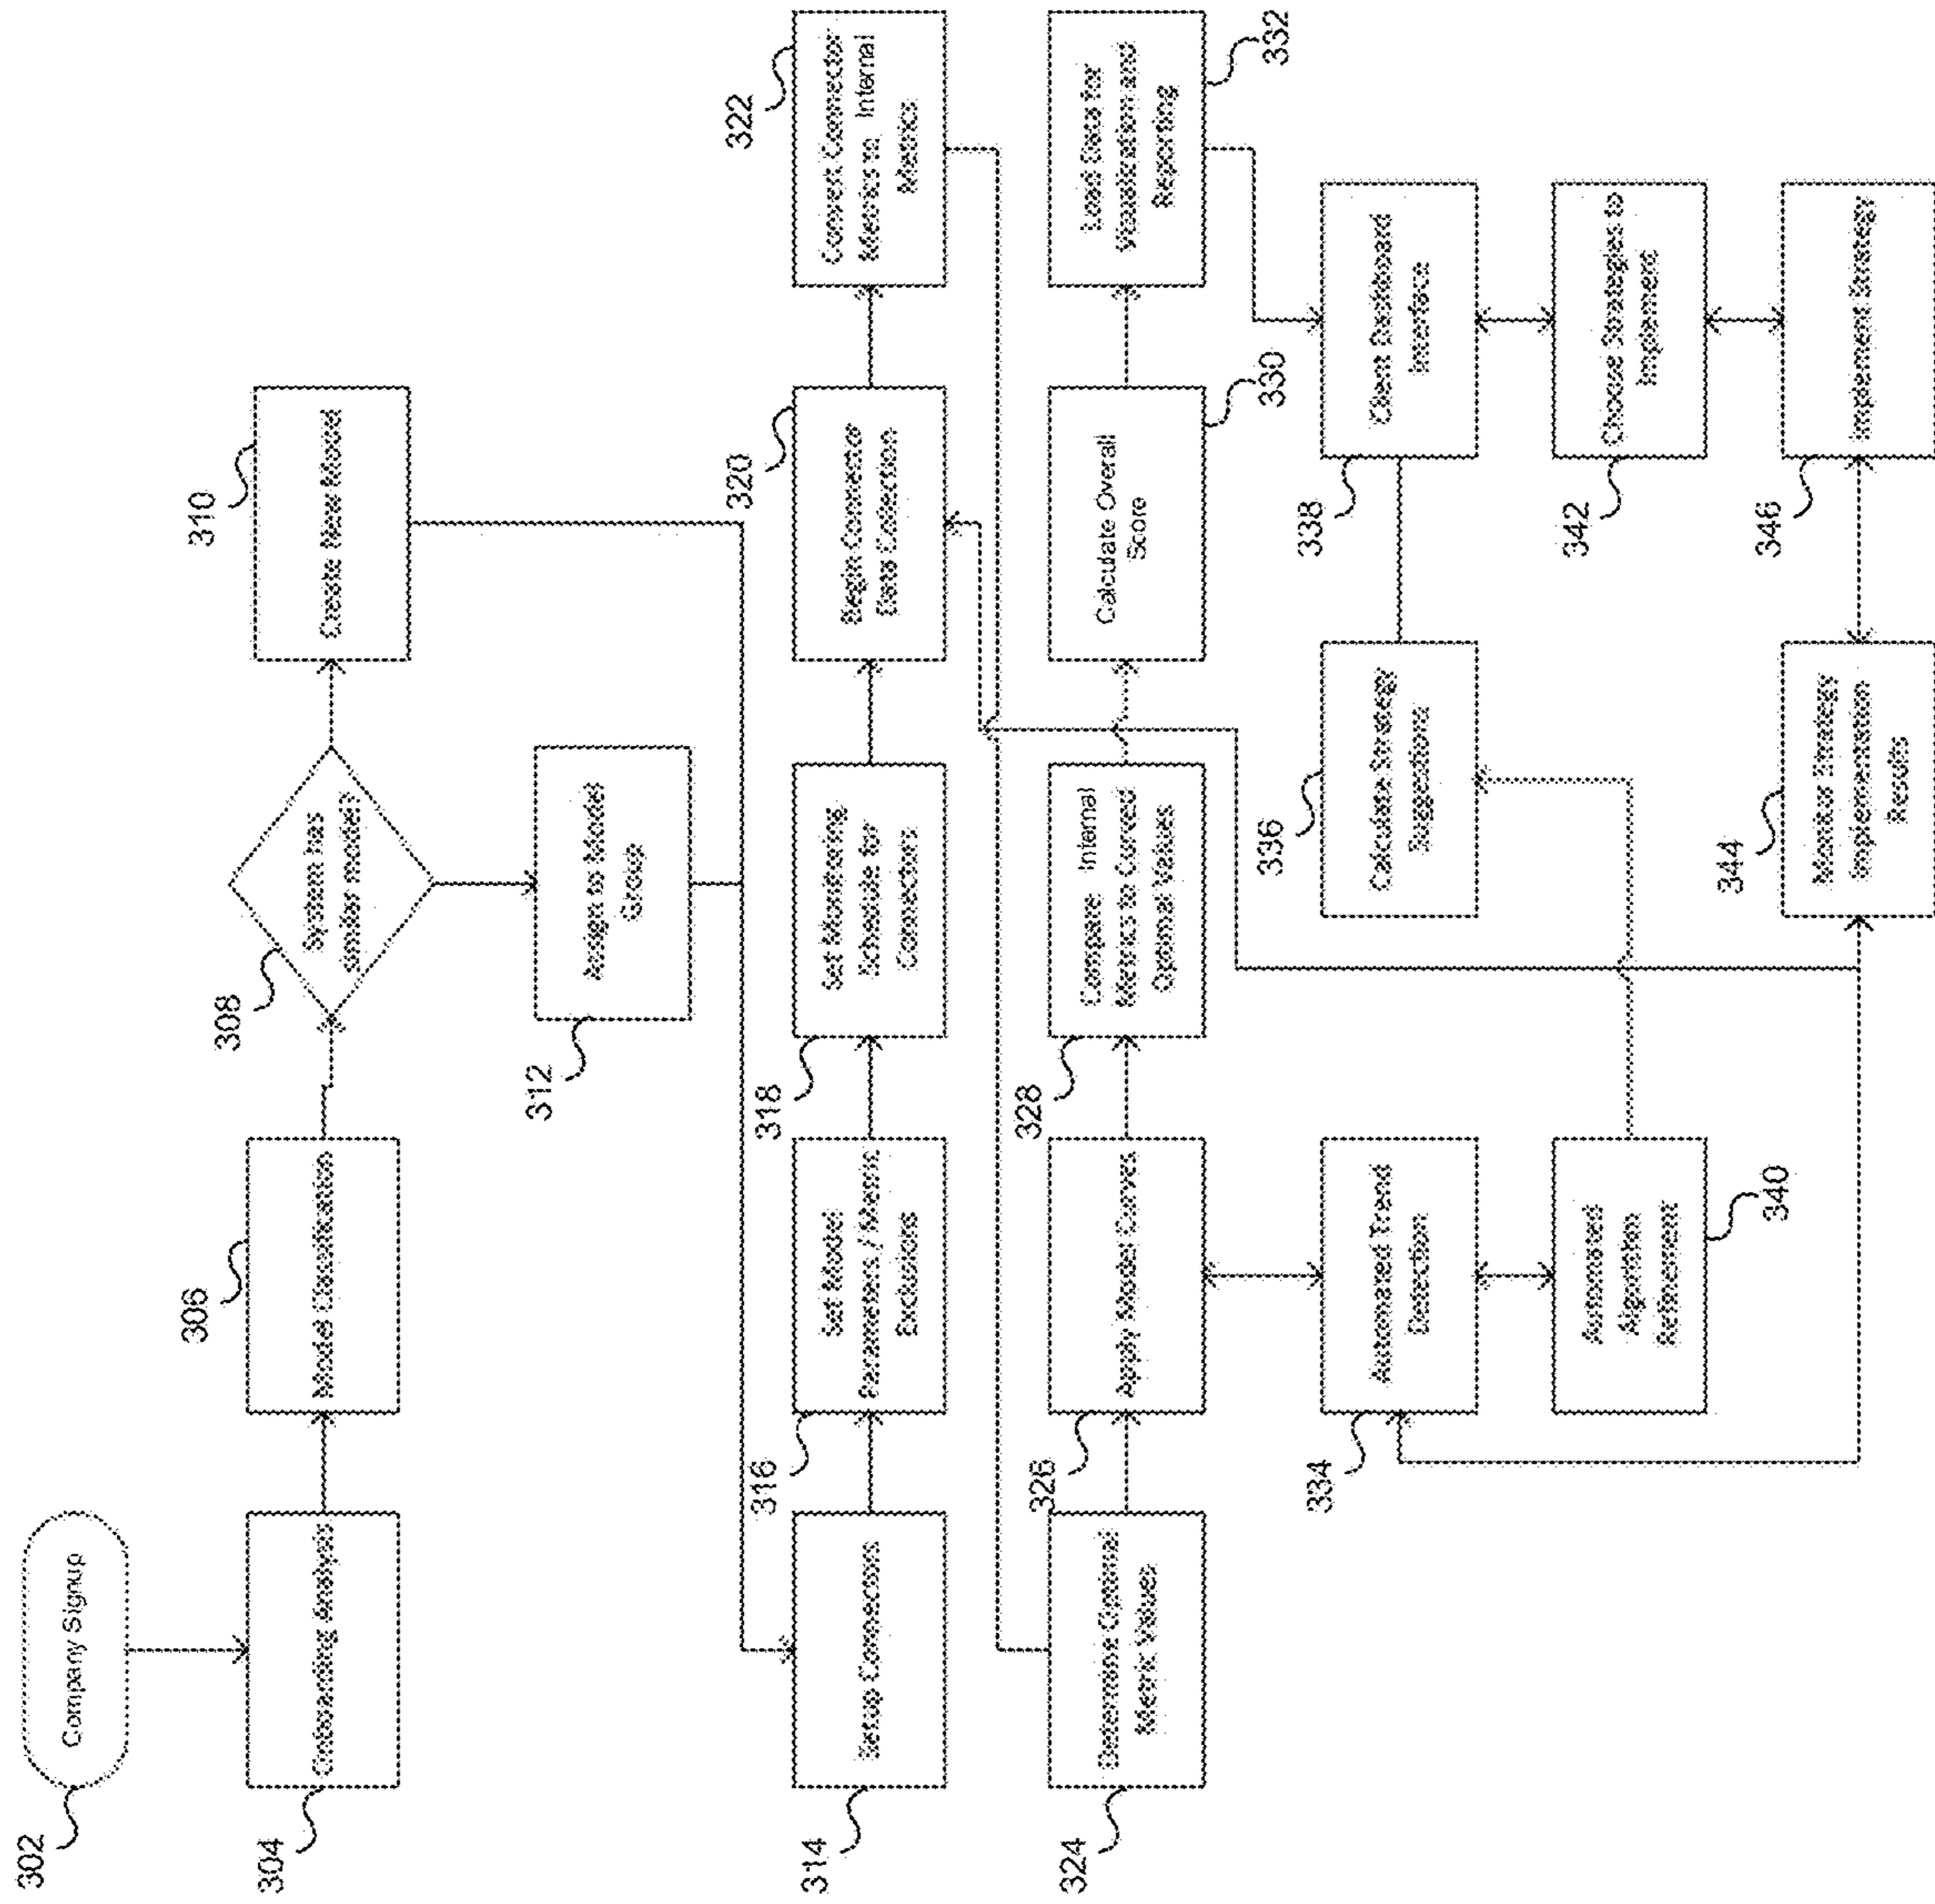 302
Company Signup
304
Onboarding Analysis
306
Model Classification
308
System has
similar model?
310
Create New Model
312
Assign to Model
Group
314
Setup Connectors
316
Set Model
Parameters / Metric
Exclusions
318
Set Monitoring
Schedule for
Connectors
320
Begin Connector
Data Collection
322
Convert Connector
Metrics to Internal
Metrics
324
Determine Optimal
Metric Values
326
Apply Model Curves
328
Compare Internal
Metrics to Curved
Optimal Values
330
Calculate Overall
Score
332
Load Data for
Visualization and
Reporting
334
Automated Trend
Detection
336
Calculate Strategy
Suggestions
338
Client Dashboard
Interface
340
Automated
Algorithm
Refinement
342
Choose Strategies to
Implement
344
Monitor Strategy
Implementation
Results
346
Implement Strategy